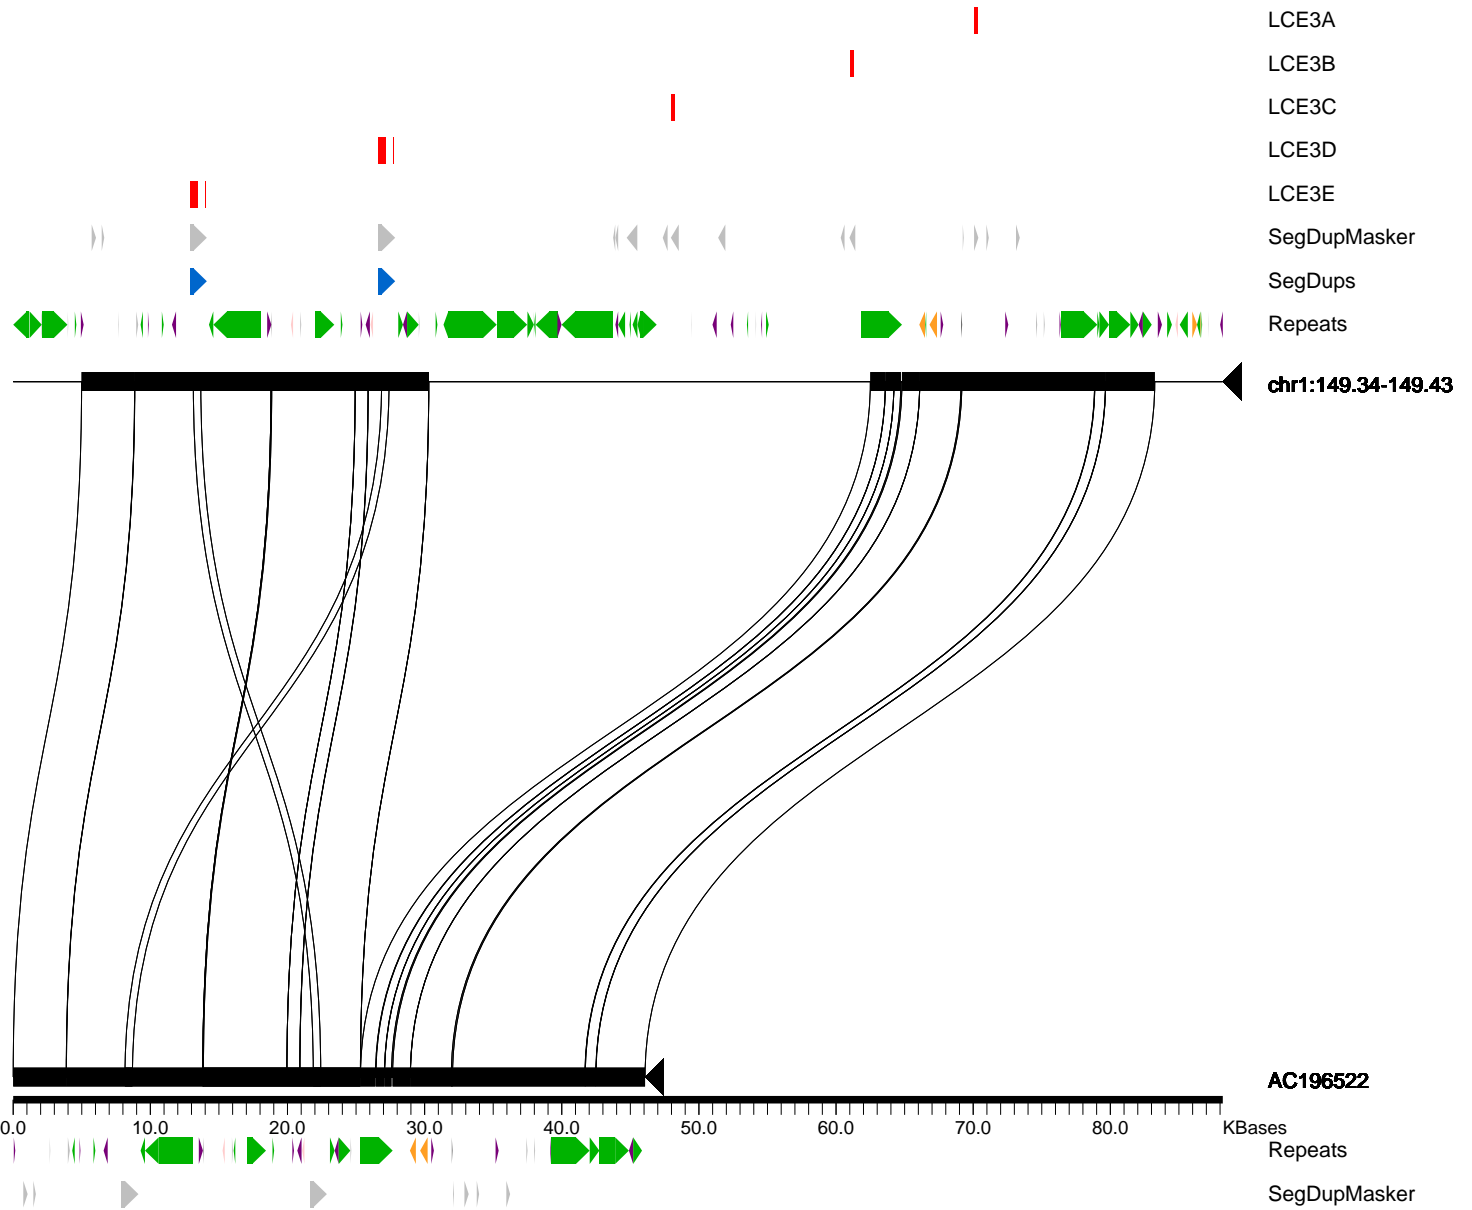 LCE3A
LCE3B
LCE3C
LCE3D
LCE3E
SegDupMasker
SegDups
Repeats
chr1:149.34-149.43
AC196522
0.0 10.0 20.0 30.0 40.0 50.0 60.0 70.0 80.0 KBases
Repeats
SegDupMasker